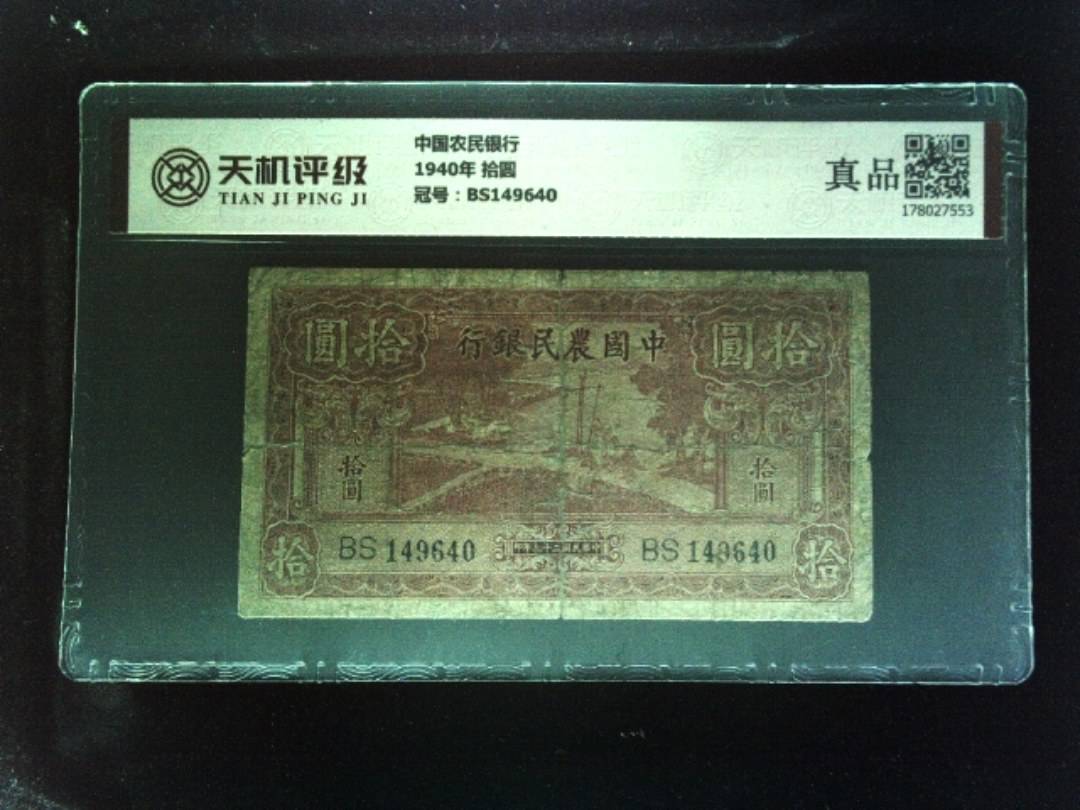 天机评级
TIAN JI PING JI
中国农民银行
1940年 拾圆
冠号：BS149640
真品
178027553
圓拾
行銀民農國中
圓拾
拾圓
拾圓
拾
BS 149640
BS 149640
拾